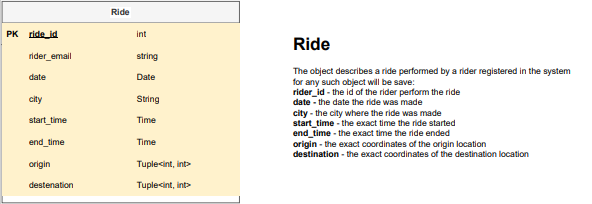 Ride
PK ride_id int
rider_email string
date Date
city String
start_time Time
end_time Time
origin Tuple<int, int>
destenation Tuple<int, int>
Ride
The object describes a ride performed by a rider registered in the system
for any such object will be save:
rider_id - the id of the rider perform the ride
date - the date the ride was made
city - the city where the ride was made
start_time - the exact time the ride started
end_time - the exact time the ride ended
origin - the exact coordinates of the origin location
destination - the exact coordinates of the destination location